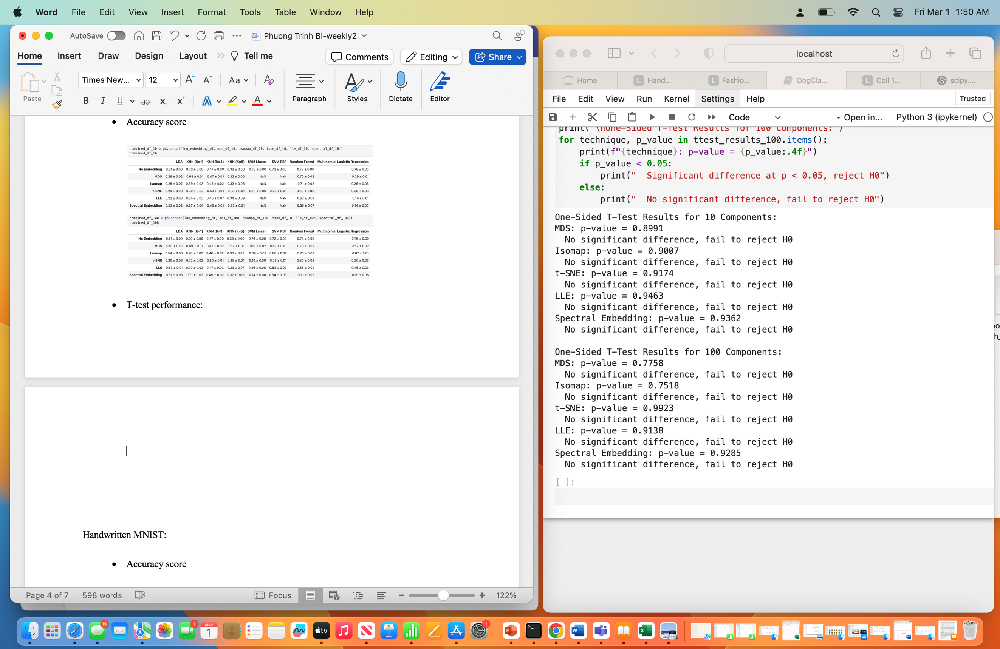 Word File Edit View Insert Format Tools Table Window Help Fri Mar 1 1:50 AM
AutoSave Phuong Trinh Bi-weekly2
Home Insert Draw Design Layout Tell me Comments Editing Share
Times New... 12 Aa
Paste B I U ab x2 x2 A A Paragraph Styles Dictate Editor
• Accuracy score
combined_df_10 = pd.concat([no_embedding_df, mds_df_10, isomap_df_10, tsne_df_10, lle_df_10, spectral_df_10])
combined_df_10
LDA KNN (K=1) KNN (K=3) KNN (K=5) SVM Linear SVM RBF Random Forest Multinomial Logistic Regression
No Embedding 0.61 ± 0.00 0.70 ± 0.00 0.47 ± 0.00 0.33 ± 0.00 0.76 ± 0.00 0.72 ± 0.00 0.73 ± 0.00 0.76 ± 0.00
MDS 0.28 ± 0.02 0.68 ± 0.01 0.47 ± 0.01 0.32 ± 0.00 NaN NaN 0.70 ± 0.02 0.29 ± 0.01
Isomap 0.26 ± 0.02 0.69 ± 0.03 0.45 ± 0.02 0.33 ± 0.05 NaN NaN 0.71 ± 0.02 0.26 ± 0.05
t-SNE 0.20 ± 0.03 0.72 ± 0.02 0.50 ± 0.01 0.38 ± 0.01 0.19 ± 0.00 0.25 ± 0.01 0.60 ± 0.03 0.20 ± 0.03
LLE 0.22 ± 0.03 0.65 ± 0.05 0.46 ± 0.07 0.34 ± 0.09 NaN NaN 0.62 ± 0.07 0.16 ± 0.01
Spectral Embedding 0.23 ± 0.02 0.67 ± 0.04 0.45 ± 0.01 0.33 ± 0.01 NaN NaN 0.65 ± 0.07 0.14 ± 0.00
combined_df_100 = pd.concat([no_embedding_df, mds_df_100, isomap_df_100, tsne_df_10, lle_df_100, spectral_df_100])
combined_df_100
LDA KNN (K=1) KNN (K=3) KNN (K=5) SVM Linear SVM RBF Random Forest Multinomial Logistic Regression
No Embedding 0.61 ± 0.00 0.70 ± 0.00 0.47 ± 0.00 0.33 ± 0.00 0.76 ± 0.00 0.72 ± 0.00 0.73 ± 0.00 0.76 ± 0.00
MDS 0.51 ± 0.01 0.69 ± 0.01 0.47 ± 0.02 0.32 ± 0.01 0.69 ± 0.02 0.67 ± 0.01 0.70 ± 0.02 0.57 ± 0.02
Isomap 0.54 ± 0.03 0.70 ± 0.03 0.46 ± 0.02 0.30 ± 0.02 0.69 ± 0.01 0.60 ± 0.07 0.70 ± 0.02 0.67 ± 0.01
t-SNE 0.20 ± 0.03 0.72 ± 0.02 0.50 ± 0.01 0.38 ± 0.01 0.19 ± 0.00 0.25 ± 0.01 0.60 ± 0.03 0.20 ± 0.03
LLE 0.63 ± 0.01 0.70 ± 0.02 0.47 ± 0.03 0.33 ± 0.07 0.26 ± 0.06 0.63 ± 0.02 0.68 ± 0.02 0.45 ± 0.03
Spectral Embedding 0.61 ± 0.03 0.71 ± 0.02 0.49 ± 0.02 0.37 ± 0.03 0.14 ± 0.00 0.64 ± 0.03 0.71 ± 0.02 0.19 ± 0.08
• T-test performance:
Handwritten MNIST:
• Accuracy score
Page 4 of 7 598 words Focus 122%
localhost
Home Hand... Fashio... DogCla... Coil 1... scipy....
File Edit View Run Kernel Settings Help Trusted
Code Open in... Python 3 (ipykernel)
print("\nOne-Sided T-Test Results for 100 Components:")
for technique, p_value in ttest_results_100.items():
print(f"{technique}: p-value = {p_value:.4f}")
if p_value < 0.05:
print("  Significant difference at p < 0.05, reject H0")
else:
print("  No significant difference, fail to reject H0")
One-Sided T-Test Results for 10 Components:
MDS: p-value = 0.8991
No significant difference, fail to reject H0
Isomap: p-value = 0.9007
No significant difference, fail to reject H0
t-SNE: p-value = 0.9174
No significant difference, fail to reject H0
LLE: p-value = 0.9463
No significant difference, fail to reject H0
Spectral Embedding: p-value = 0.9362
No significant difference, fail to reject H0
One-Sided T-Test Results for 100 Components:
MDS: p-value = 0.7758
No significant difference, fail to reject H0
Isomap: p-value = 0.7518
No significant difference, fail to reject H0
t-SNE: p-value = 0.9923
No significant difference, fail to reject H0
LLE: p-value = 0.9138
No significant difference, fail to reject H0
Spectral Embedding: p-value = 0.9285
No significant difference, fail to reject H0
[ ]:
16 1 MAR 1 tv 1